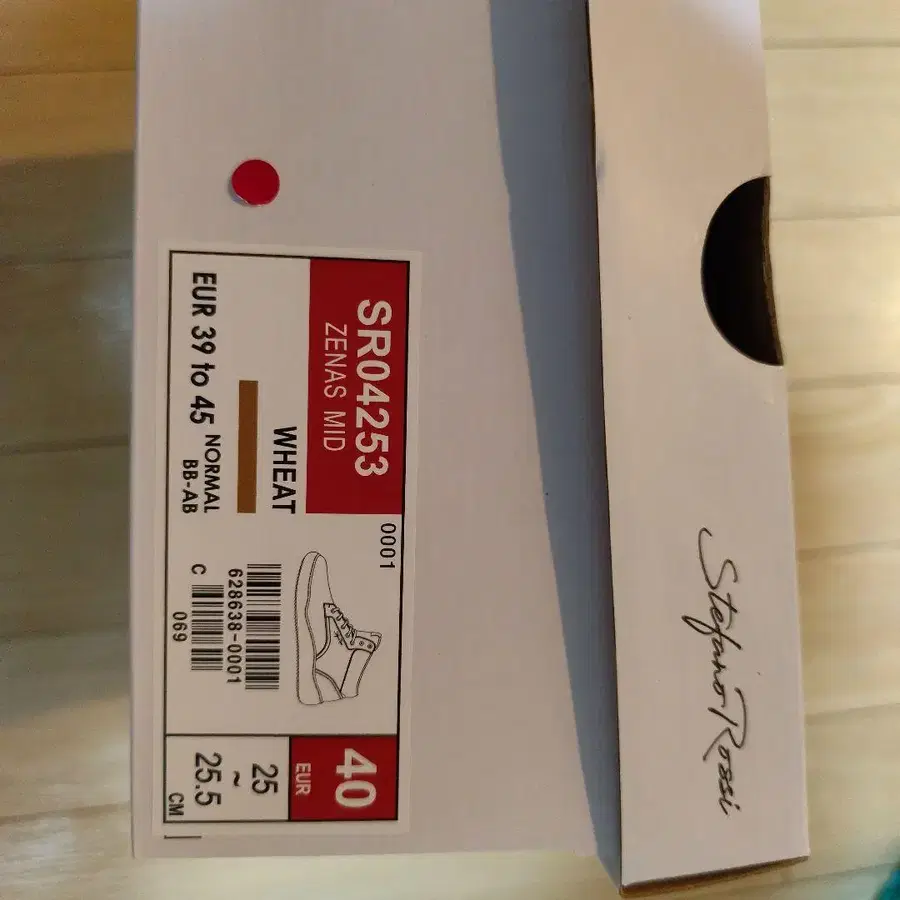 SR04253
ZENAS MID
WHEAT
EUR 39 to 45 NORMAL
BB-AB
0001
628638-0001
C
069
40
EUR
25
~
25.5
CM
Stefano Rossi